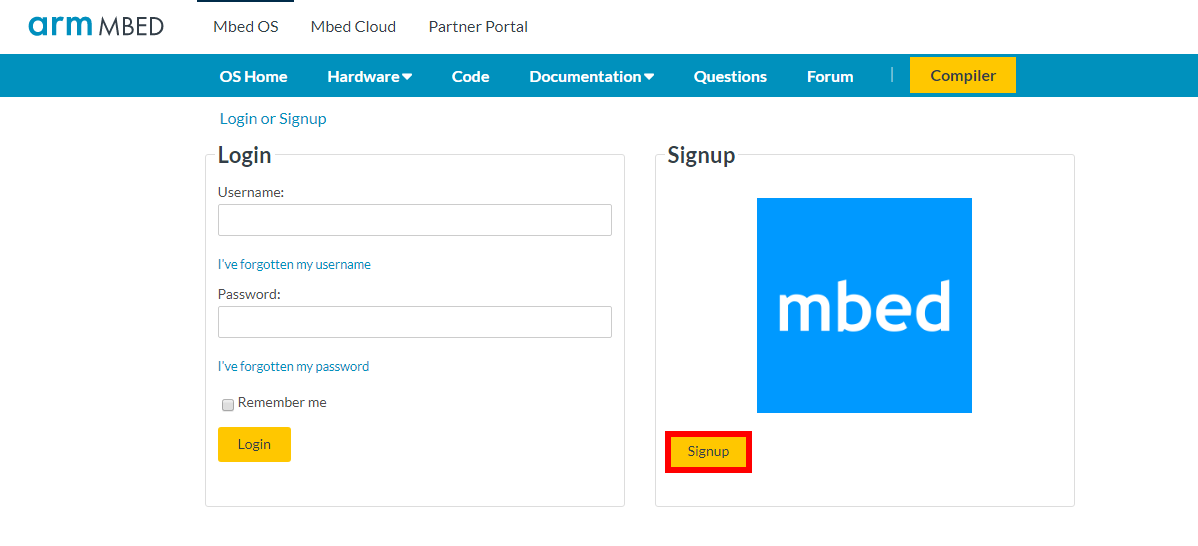 arm MBED Mbed OS Mbed Cloud Partner Portal
OS Home Hardware Code Documentation Questions Forum | Compiler
Login or Signup
Login
Username:
I've forgotten my username
Password:
I've forgotten my password
Remember me
Login
Signup
mbed
Signup